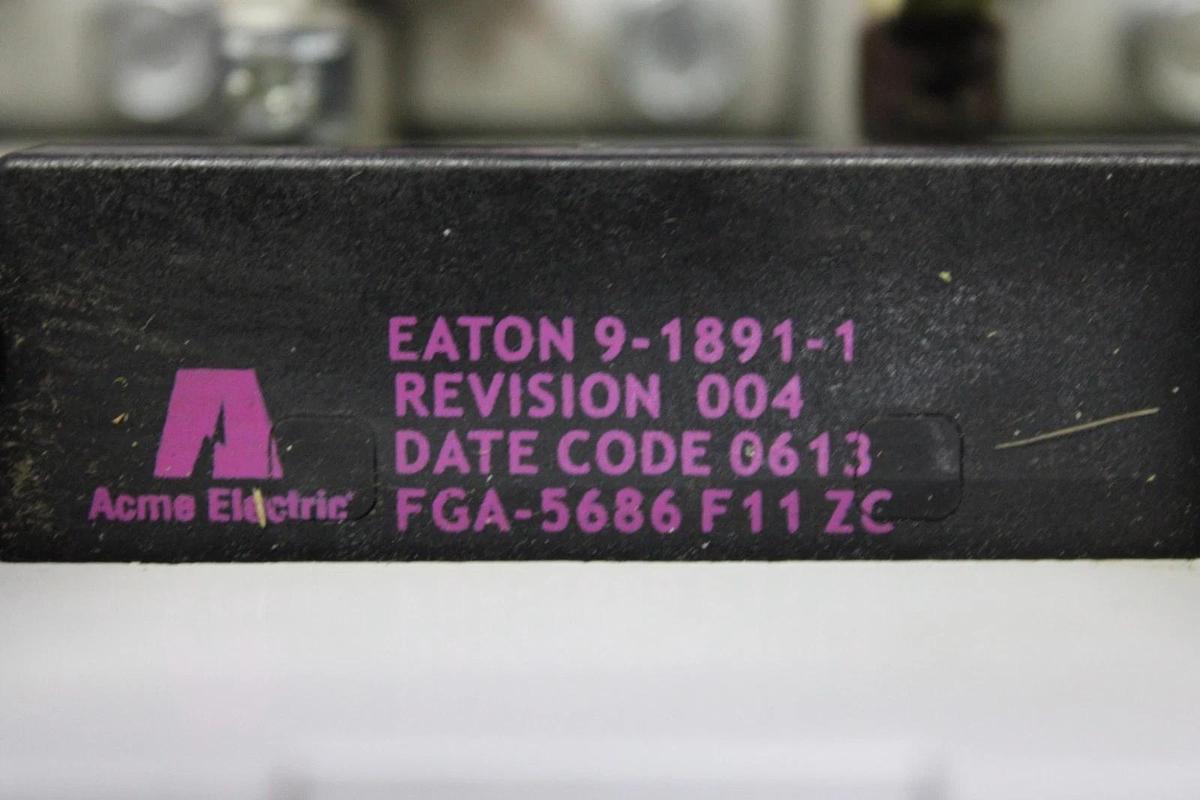 EATON 9-1891-1
REVISION 004
DATE CODE 0613
FGA-5686 F11 ZC
Acme Electric